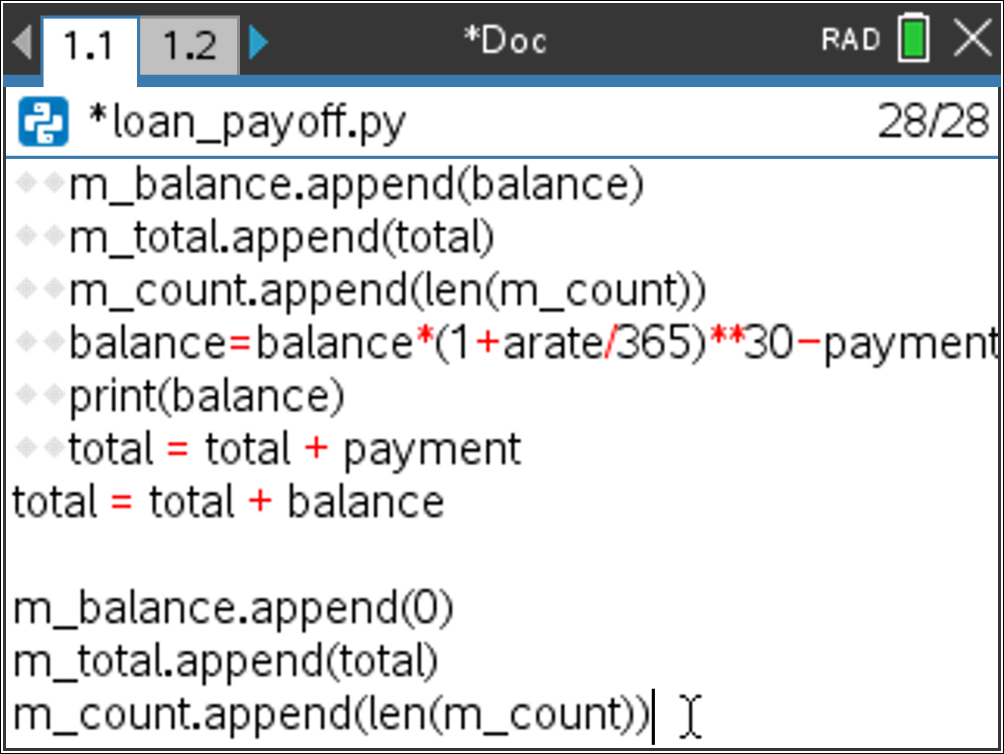 1.1 1.2 *Doc RAD
*loan_payoff.py 28/28
m_balance.append(balance)
m_total.append(total)
m_count.append(len(m_count))
balance=balance*(1+arate/365)**30-payment
print(balance)
total = total + payment
total = total + balance
m_balance.append(0)
m_total.append(total)
m_count.append(len(m_count))